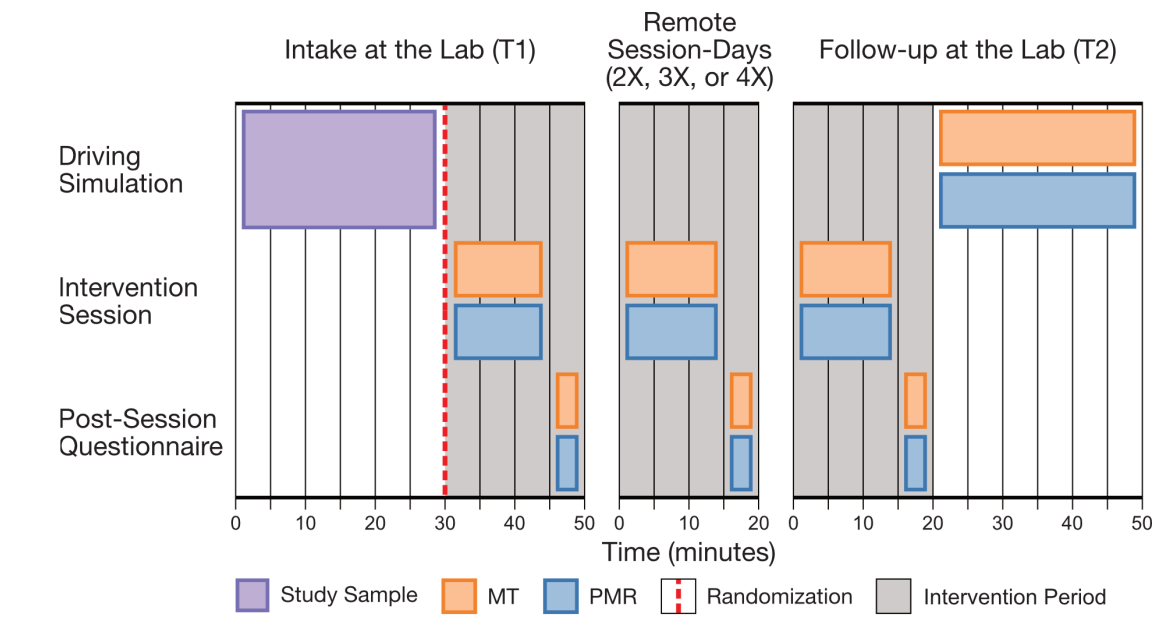 Intake at the Lab (T1)
Remote
Session-Days
(2X, 3X, or 4X)
Follow-up at the Lab (T2)
Driving
Simulation
Intervention
Session
Post-Session
Questionnaire
0 10 20 30 40 50
0 10 20
0 10 20 30 40 50
Time (minutes)
Study Sample
MT
PMR
Randomization
Intervention Period